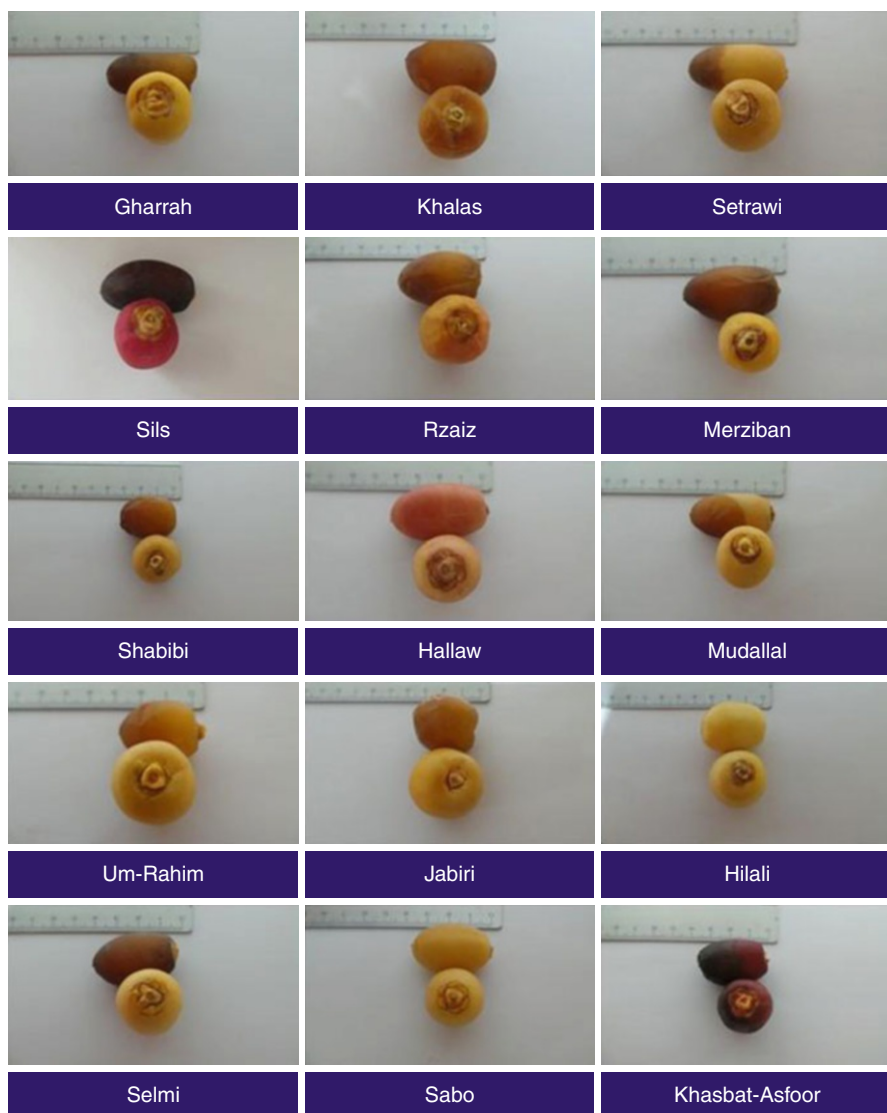 Gharrah
Khalas
Setrawi
Sils
Rzaiz
Merziban
Shabibi
Hallaw
Mudallal
Um-Rahim
Jabiri
Hilali
Selmi
Sabo
Khasbat-Asfoor